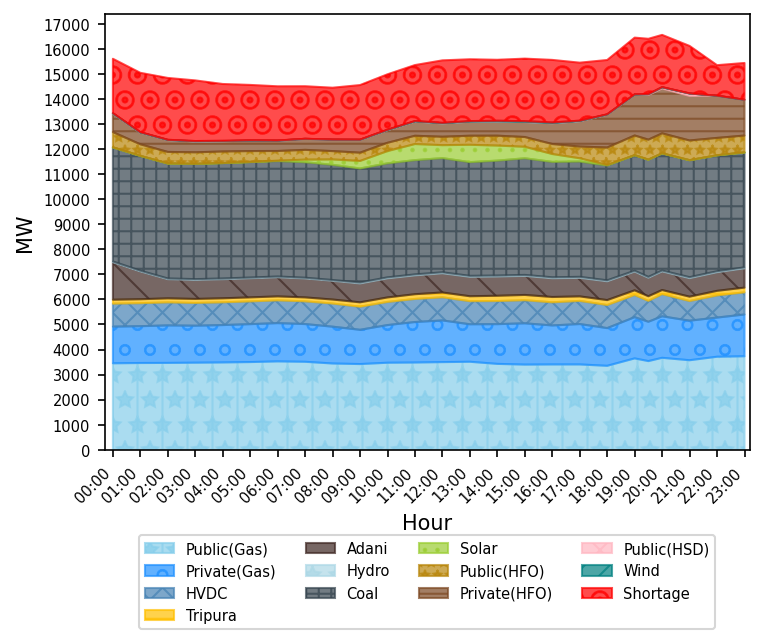 17000
16000
15000
14000
13000
12000
11000
10000
9000
8000
7000
6000
5000
4000
3000
2000
1000
0
MW
00:00 01:00 02:00 03:00 04:00 05:00 06:00 07:00 08:00 09:00 10:00 11:00 12:00 13:00 14:00 15:00 16:00 17:00 18:00 19:00 20:00 21:00 22:00 23:00
Hour
Public(Gas) Adani Solar Public(HSD)
Private(Gas) Hydro Public(HFO) Wind
HVDC Coal Private(HFO) Shortage
Tripura